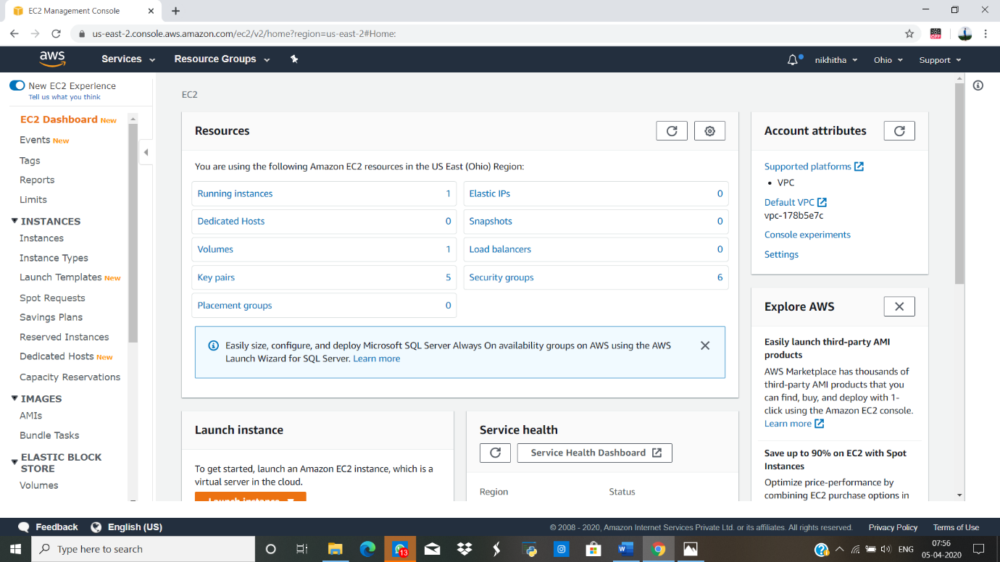 EC2 Management Console
us-east-2.console.aws.amazon.com/ec2/v2/home?region=us-east-2#Home:
OFF
aws
Services
Resource Groups
nikhitha
Ohio
Support
New EC2 Experience
Tell us what you think
EC2 Dashboard New
Events New
Tags
Reports
Limits
INSTANCES
Instances
Instance Types
Launch Templates New
Spot Requests
Savings Plans
Reserved Instances
Dedicated Hosts New
Capacity Reservations
IMAGES
AMIs
Bundle Tasks
ELASTIC BLOCK
STORE
Volumes
EC2
Resources
You are using the following Amazon EC2 resources in the US East (Ohio) Region:
Running instances 1
Elastic IPs 0
Dedicated Hosts 0
Snapshots 0
Volumes 1
Load balancers 0
Key pairs 5
Security groups 6
Placement groups 0
Easily size, configure, and deploy Microsoft SQL Server Always On availability groups on AWS using the AWS
Launch Wizard for SQL Server. Learn more
Launch instance
To get started, launch an Amazon EC2 instance, which is a
virtual server in the cloud.
Launch instance
Service health
Service Health Dashboard
Region Status
Account attributes
Supported platforms
• VPC
Default VPC
vpc-178b5e7c
Console experiments
Settings
Explore AWS
Easily launch third-party AMI
products
AWS Marketplace has thousands of
third-party AMI products that you
can find, buy, and deploy with 1-
click using the Amazon EC2 console.
Learn more
Save up to 90% on EC2 with Spot
Instances
Optimize price-performance by
combining EC2 purchase options in
Feedback
English (US)
© 2008 - 2020, Amazon Internet Services Private Ltd. or its affiliates. All rights reserved.
Privacy Policy
Terms of Use
Type here to search
13
ENG
07:56
05-04-2020